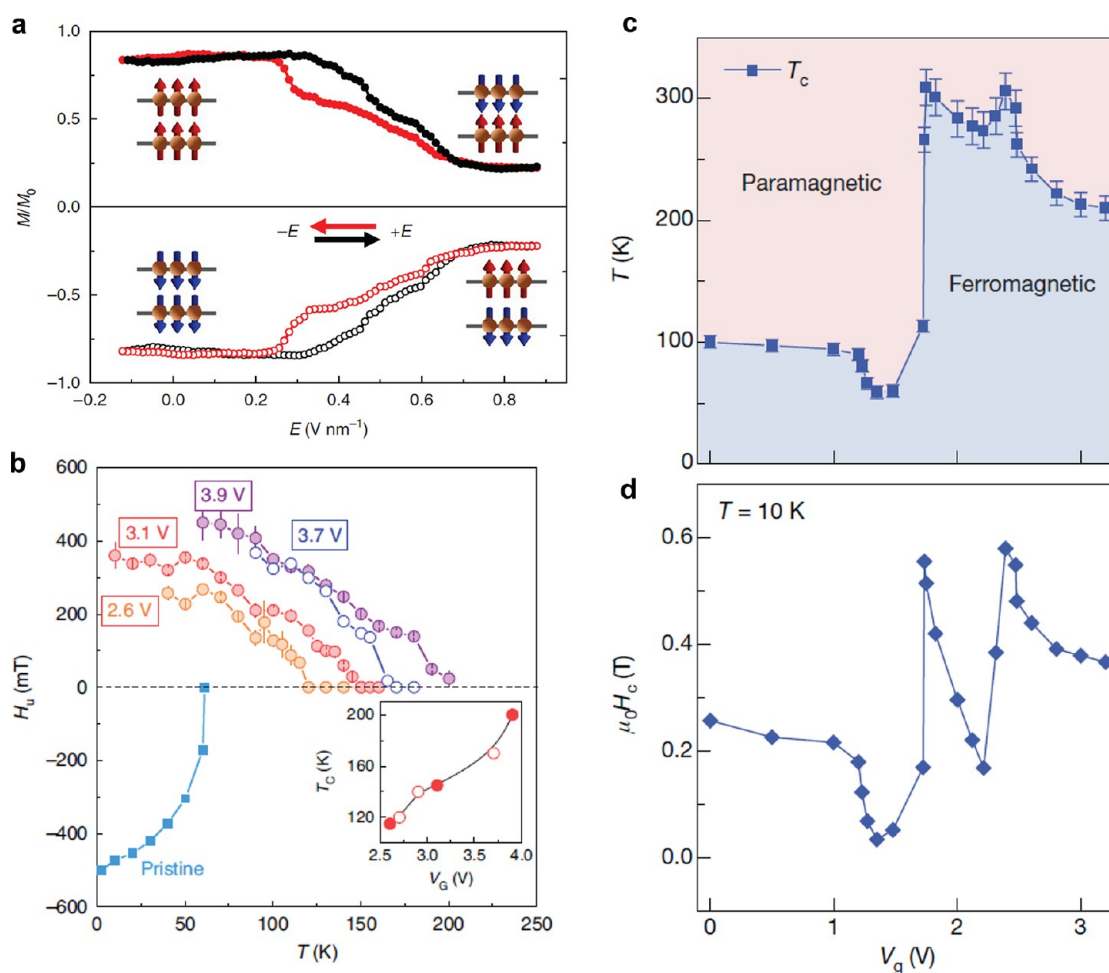 a
1.0
0.5
0.0
−0.5
−1.0
M/M0
−E
+E
−0.2
0.0
0.2
0.4
0.6
0.8
E (V nm−1)
b
600
400
200
0
−200
−400
−600
Hu (mT)
3.9 V
3.7 V
3.1 V
2.6 V
Pristine
200
160
120
TC (K)
2.5
3.0
3.5
4.0
VG (V)
0
50
100
150
200
250
T (K)
c
Tc
300
200
100
0
T (K)
Paramagnetic
Ferromagnetic
d
T = 10 K
0.6
0.4
0.2
0.0
μ0Hc (T)
0
1
2
3
Vg (V)